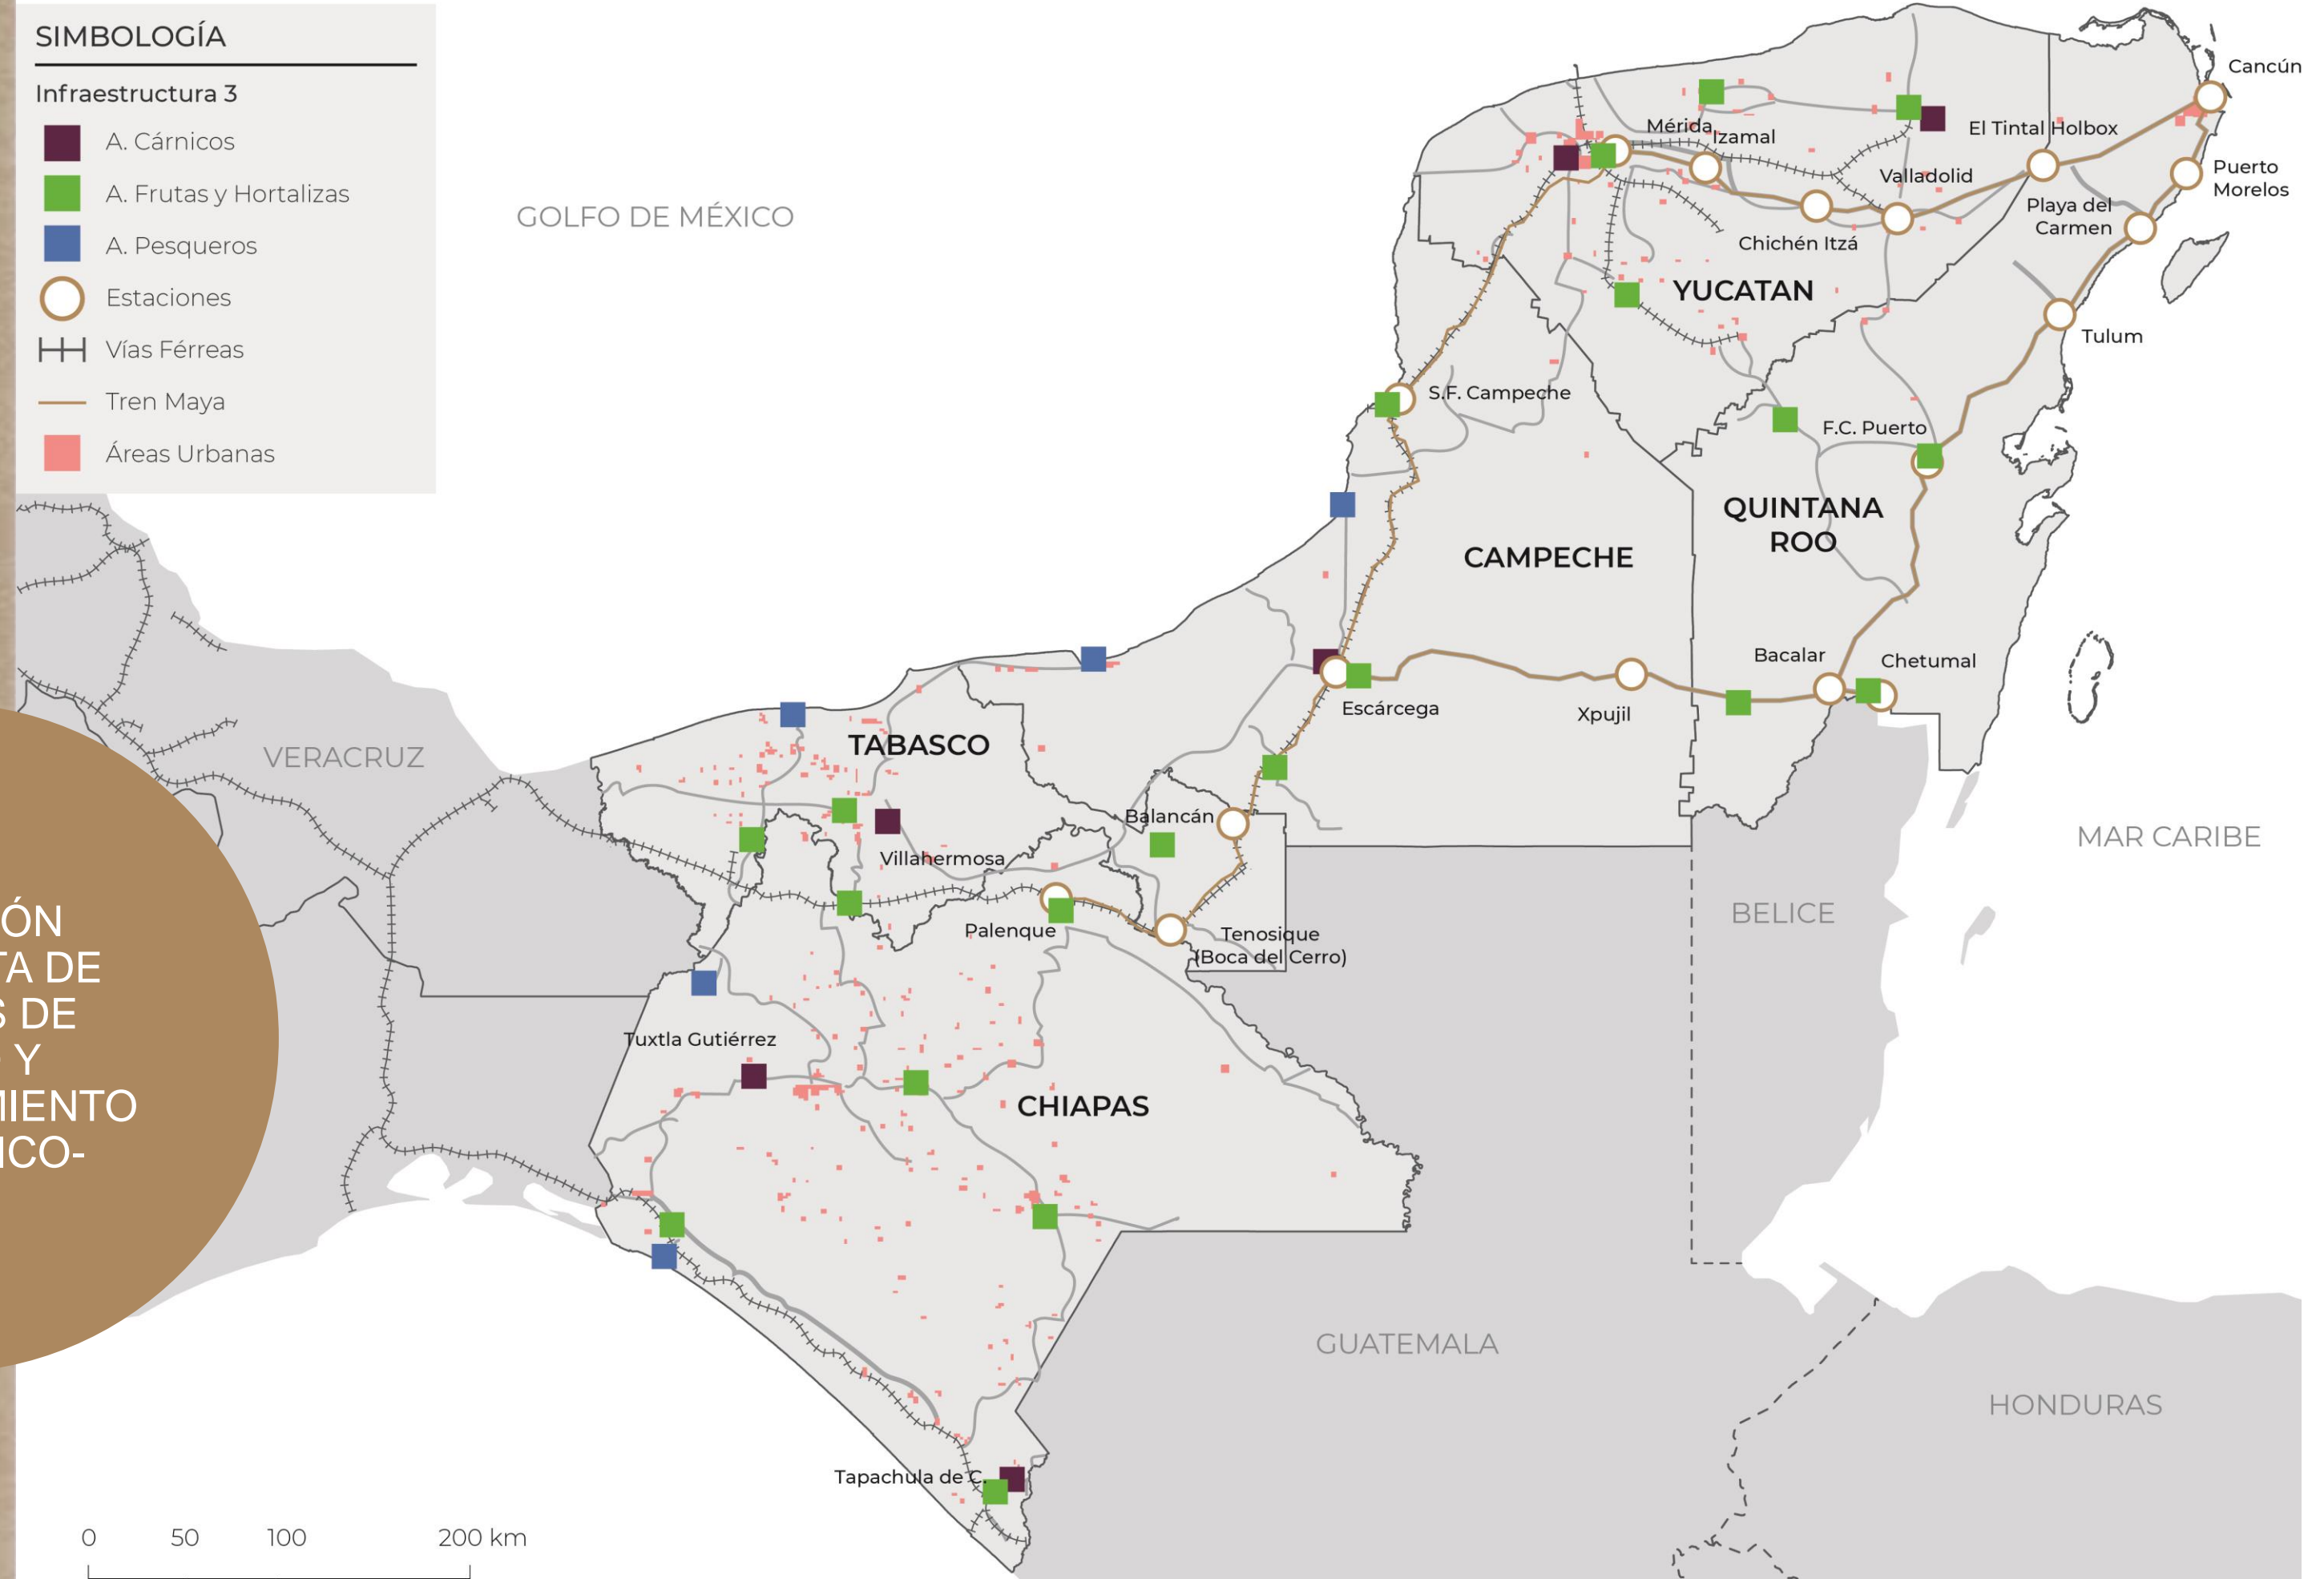 SIMBOLOGÍA
Infraestructura 3
A. Cárnicos
A. Frutas y Hortalizas
A. Pesqueros
Estaciones
Vías Férreas
Tren Maya
Áreas Urbanas
GOLFO DE MÉXICO
Cancún
Mérida
Izamal
El Tintal Holbox
Valladolid
Puerto
Morelos
Playa del
Carmen
Chichén Itzá
YUCATAN
Tulum
S.F. Campeche
F.C. Puerto
QUINTANA
ROO
CAMPECHE
Bacalar
Chetumal
Escárcega
Xpujil
TABASCO
VERACRUZ
Balancán
Villahermosa
MAR CARIBE
BELICE
Palenque
Tenosique
(Boca del Cerro)
Tuxtla Gutiérrez
CHIAPAS
GUATEMALA
HONDURAS
Tapachula de C.
ÓN
TA DE
S DE
Y
MIENTO
ICO-
0 50 100 200 km